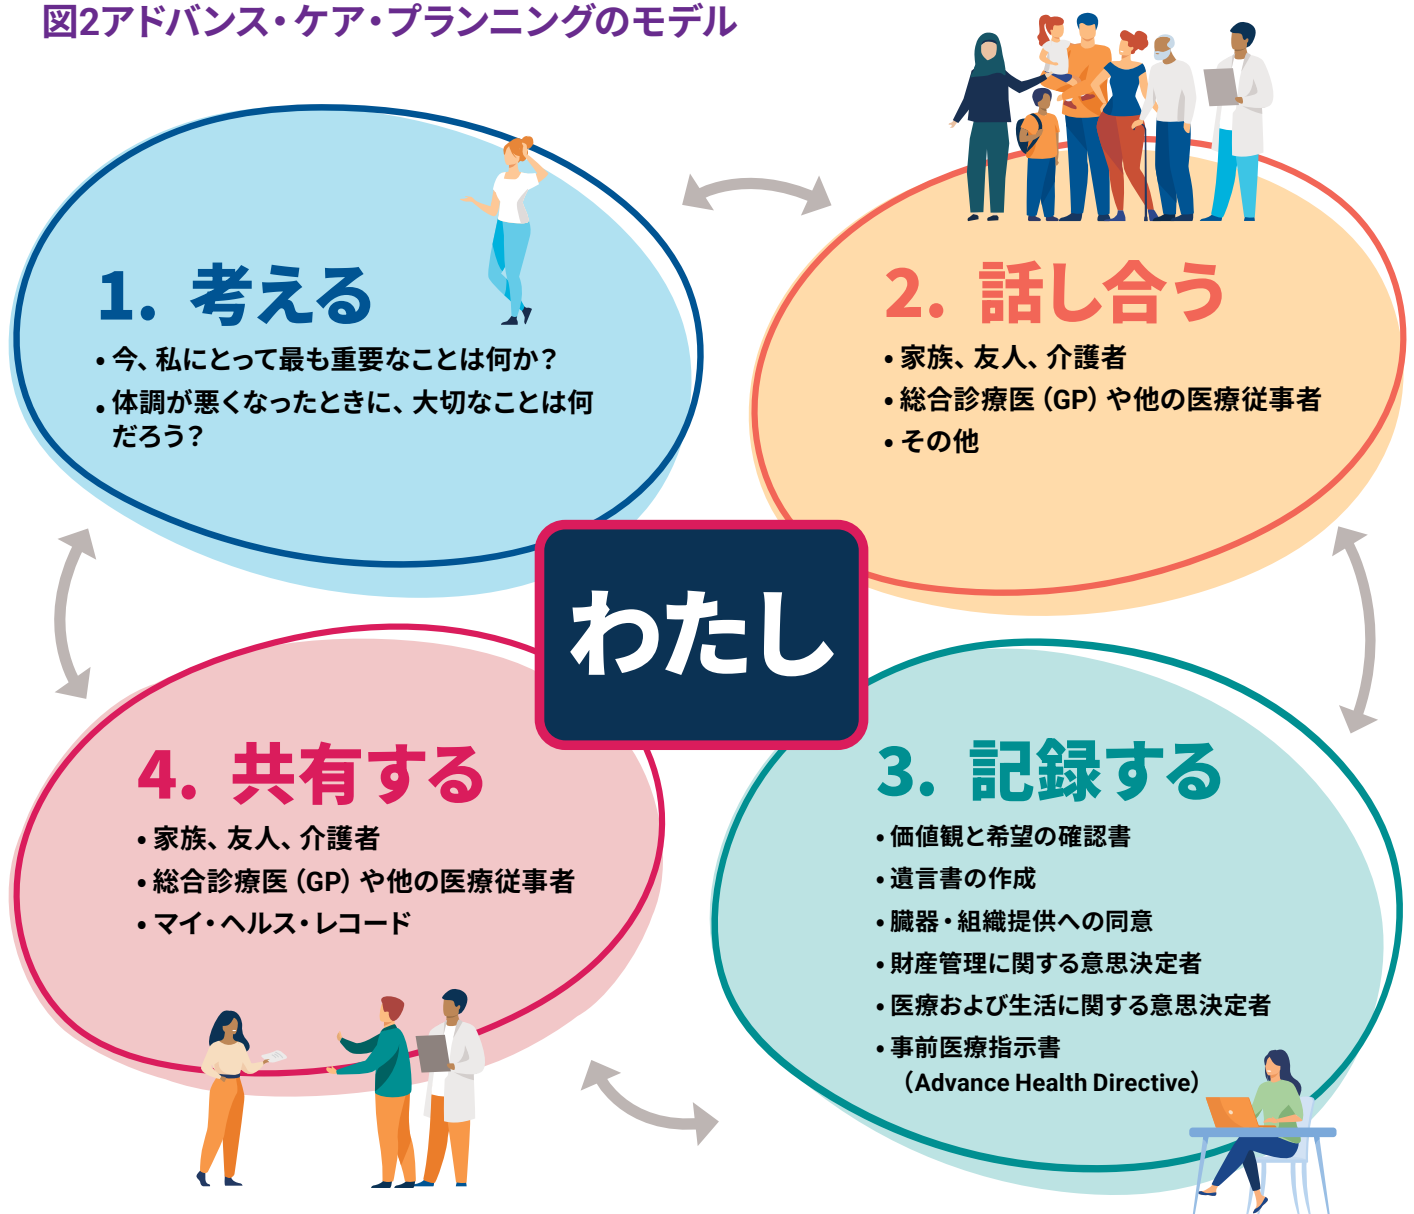 図2アドバンス・ケア・プランニングのモデル
1. 考える
• 今、私にとって最も重要なことは何か？
• 体調が悪くなったときに、大切なことは何
だろう？
2. 話し合う
• 家族、友人、介護者
• 総合診療医（GP）や他の医療従事者
• その他
わたし
4. 共有する
• 家族、友人、介護者
• 総合診療医（GP）や他の医療従事者
• マイ・ヘルス・レコード
3. 記録する
• 価値観と希望の確認書
• 遺言書の作成
• 臓器・組織提供への同意
• 財産管理に関する意思決定者
• 医療および生活に関する意思決定者
• 事前医療指示書
（Advance Health Directive）